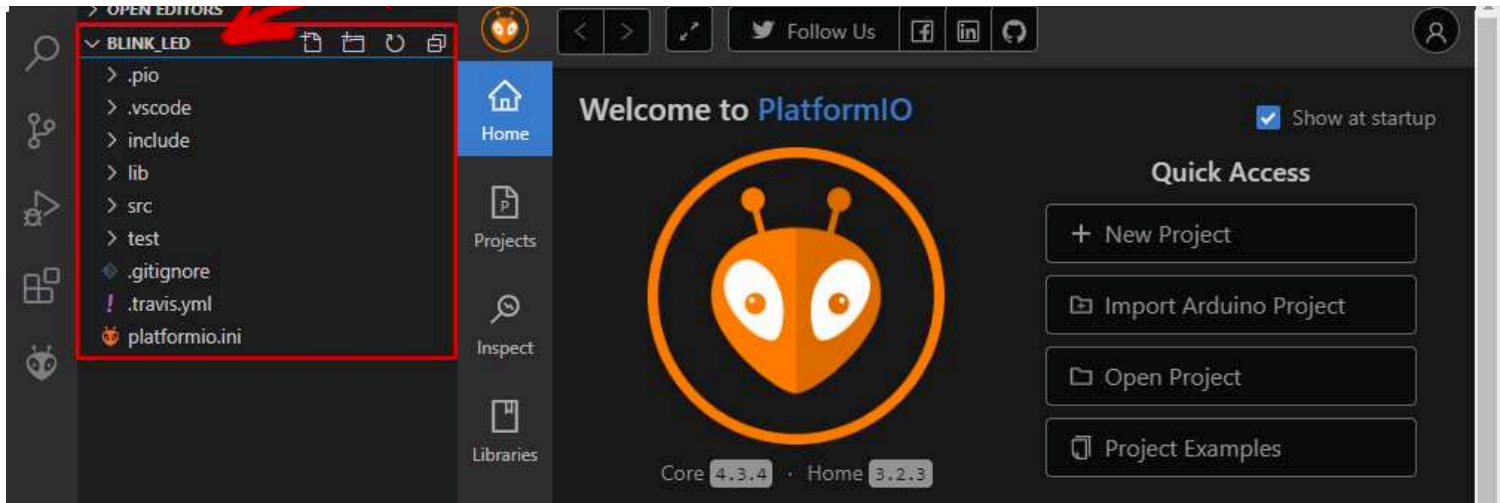 OPEN EDITORS
BLINK_LED
.pio
.vscode
include
lib
src
test
.gitignore
.travis.yml
platformio.ini
Home
Projects
Inspect
Libraries
Follow Us
Welcome to PlatformIO
Show at startup
Core 4.3.4 · Home 3.2.3
Quick Access
New Project
Import Arduino Project
Open Project
Project Examples